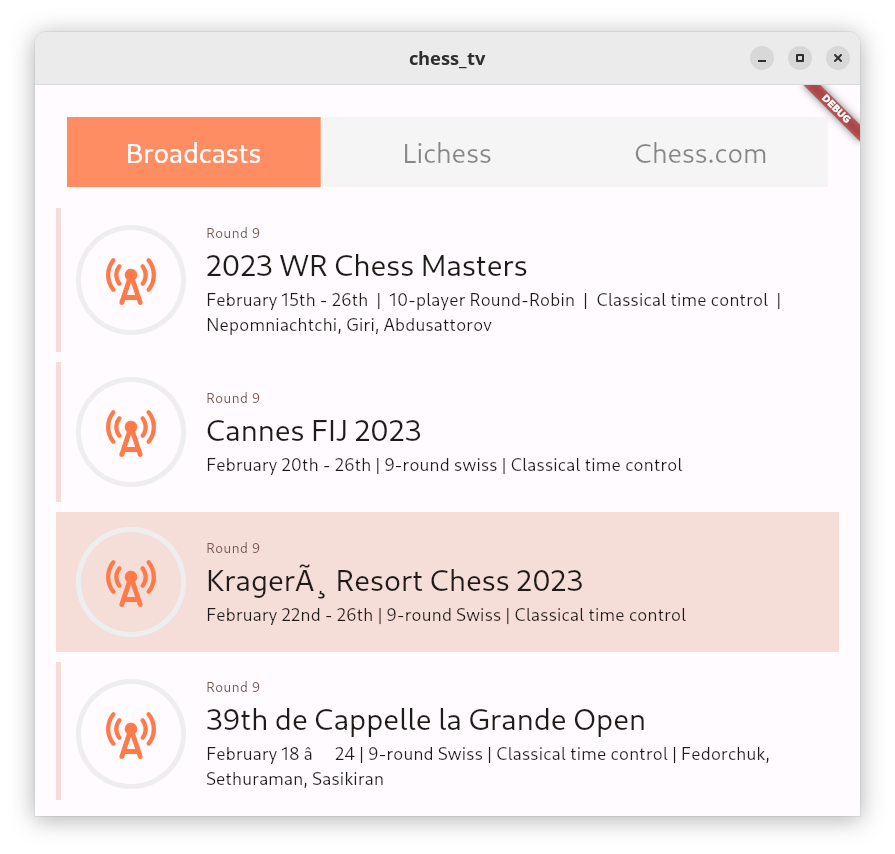 chess_tv
DEBUG
Broadcasts Lichess Chess.com
Round 9
2023 WR Chess Masters
February 15th - 26th | 10-player Round-Robin | Classical time control |
Nepomniachtchi, Giri, Abdusattorov
Round 9
Cannes FIJ 2023
February 20th - 26th | 9-round swiss | Classical time control
Round 9
KragerÃ¸ Resort Chess 2023
February 22nd - 26th | 9-round Swiss | Classical time control
Round 9
39th de Cappelle la Grande Open
February 18 â 24 | 9-round Swiss | Classical time control | Fedorchuk,
Sethuraman, Sasikiran